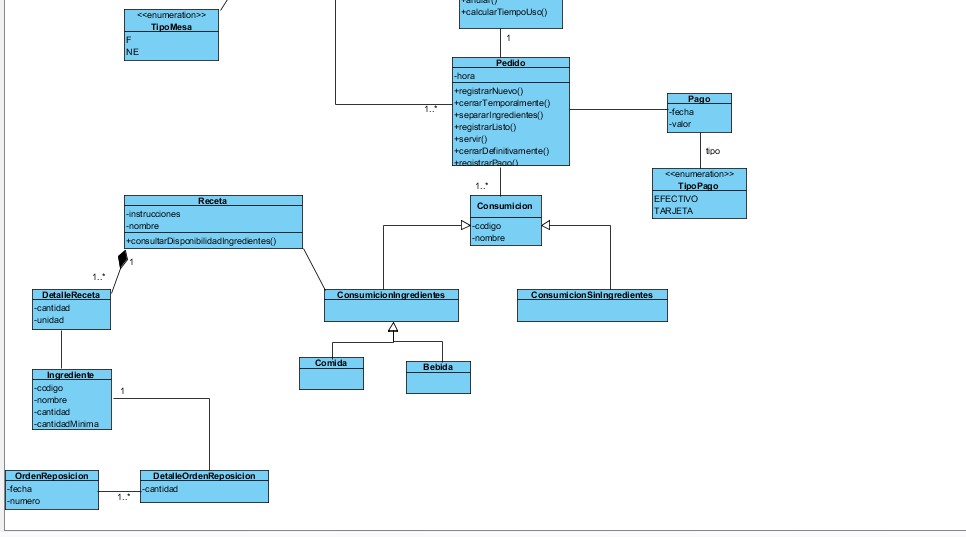 +anular()
+calcularTiempoUso()
<<enumeration>>
TipoMesa
F
NE
1
Pedido
-hora
+registrarNuevo()
+cerrarTemporalmente()
+separarIngredientes()
+registrarListo()
+servir()
+cerrarDefinitivamente()
+registrarPago()
1..*
Pago
-fecha
-valor
tipo
<<enumeration>>
TipoPago
EFECTIVO
TARJETA
1..*
Consumicion
-codigo
-nombre
Receta
-instrucciones
-nombre
+consultarDisponibilidadIngredientes()
1
1..*
DetalleReceta
-cantidad
-unidad
ConsumicionIngredientes
ConsumicionSinIngredientes
Comida
Bebida
Ingrediente
-codigo
-nombre
-cantidad
-cantidadMinima
1
OrdenReposicion
-fecha
-numero
1..*
DetalleOrdenReposicion
-cantidad